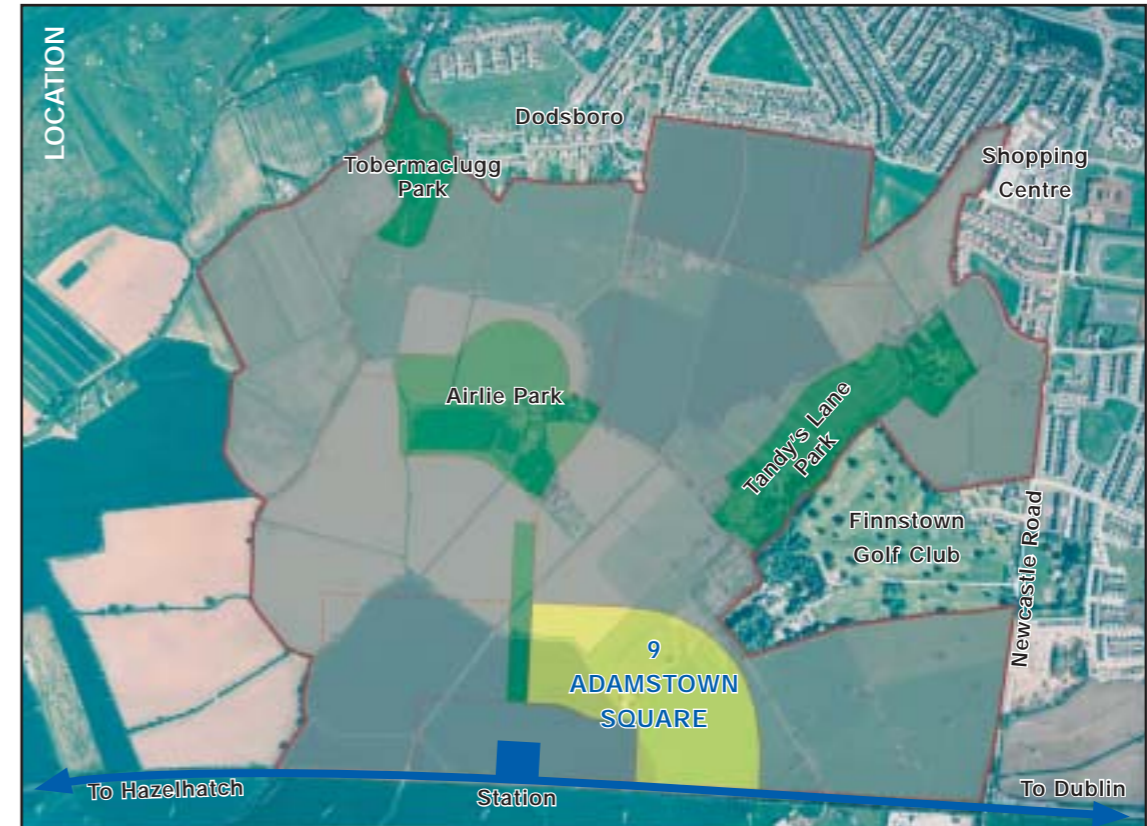 LOCATION
Dodsboro
Tobermaclugg
Park
Shopping
Centre
Airlie Park
Tandy's Lane
Park
Finnstown
Golf Club
Newcastle Road
9
ADAMSTOWN
SQUARE
To Hazelhatch
Station
To Dublin